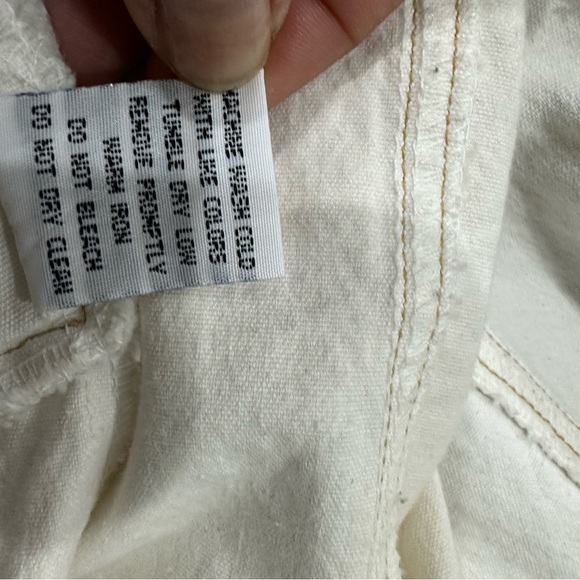 MACHINE WASH COLD
WITH LIKE COLORS
TUMBLE DRY LOW
REMOVE PROMPTLY
WARM IRON
DO NOT BLEACH
DO NOT DRY CLEAN